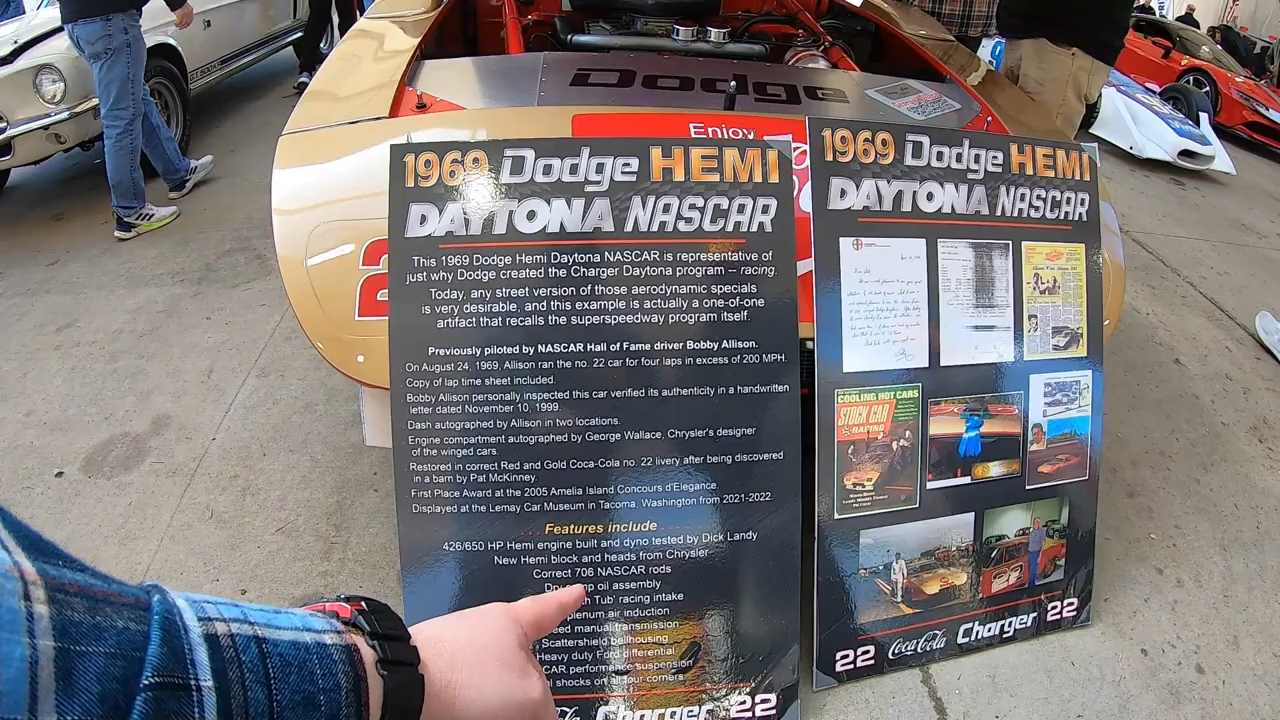 GT 500KR
Dodge
Enjoy
1969 Dodge HEMI
DAYTONA NASCAR
This 1969 Dodge Hemi Daytona NASCAR is representative of
just why Dodge created the Charger Daytona program -- racing.
Today, any street version of those aerodynamic specials
is very desirable, and this example is actually a one-of-one
artifact that recalls the superspeedway program itself.
Previously piloted by NASCAR Hall of Fame driver Bobby Allison.
On August 24, 1969, Allison ran the no. 22 car for four laps in excess of 200 MPH.
Copy of lap time sheet included.
Bobby Allison personally inspected this car verified its authenticity in a handwritten
letter dated November 10, 1999.
Dash autographed by Allison in two locations.
Engine compartment autographed by George Wallace, Chrysler's designer
of the winged cars.
Restored in correct Red and Gold Coca-Cola no. 22 livery after being discovered
in a barn by Pat McKinney.
First Place Award at the 2005 Amelia Island Concours d'Elegance.
Displayed at the Lemay Car Museum in Tacoma, Washington from 2021-2022.
Features include
426/650 HP Hemi engine built and dyno tested by Dick Landy
New Hemi block and heads from Chrysler
Correct 706 NASCAR rods
oil assembly
Tub' racing intake
plenum air induction
manual transmission
Scattershield bellhousing
Heavy duty Ford differential
performance suspension
shocks on all four corners
Charger 22
1969 Dodge HEMI
DAYTONA NASCAR
COOLING HOT CARS
STOCK CAR
RACING
22 Coca-Cola Charger 22